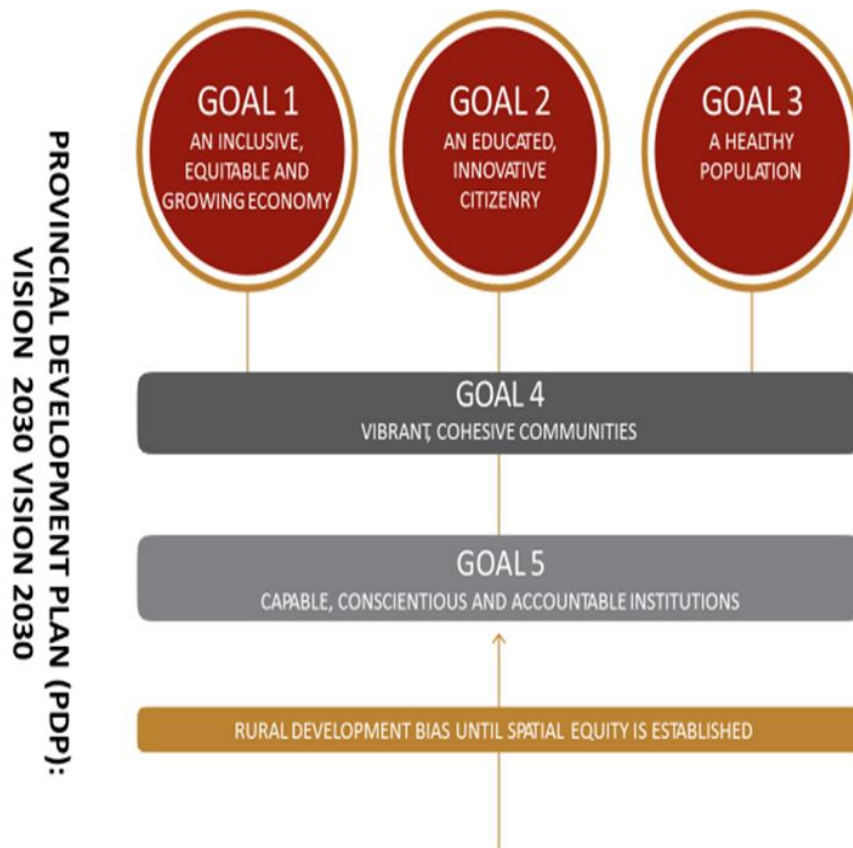 PROVINCIAL DEVELOPMENT PLAN (PDP):
VISION 2030 VISION 2030
GOAL 1
AN INCLUSIVE,
EQUITABLE AND
GROWING ECONOMY
GOAL 2
AN EDUCATED,
INNOVATIVE
CITIZENRY
GOAL 3
A HEALTHY
POPULATION
GOAL 4
VIBRANT, COHESIVE COMMUNITIES
GOAL 5
CAPABLE, CONSCIENTIOUS AND ACCOUNTABLE INSTITUTIONS
RURAL DEVELOPMENT BIAS UNTIL SPATIAL EQUITY IS ESTABLISHED